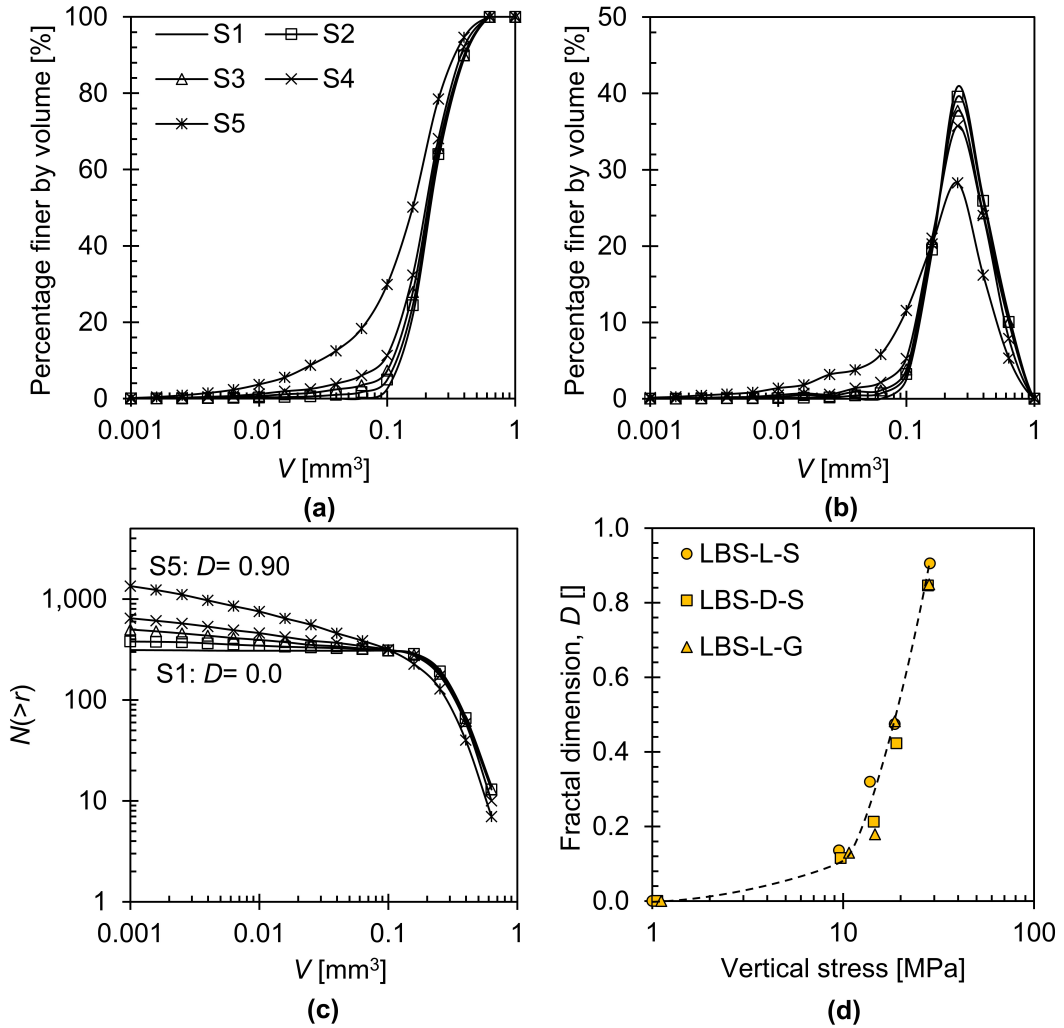 Percentage finer by volume [%]
100
80
60
40
20
0
S1
S2
S3
S4
S5
0.001
0.01
0.1
1
V [mm³]
(a)
Percentage finer by volume [%]
50
40
30
20
10
0
0.001
0.01
0.1
1
V [mm³]
(b)
N(>r)
1,000
100
10
1
S5: D= 0.90
S1: D= 0.0
0.001
0.01
0.1
1
V [mm³]
(c)
Fractal dimension, D []
1.0
0.8
0.6
0.4
0.2
0.0
LBS-L-S
LBS-D-S
LBS-L-G
1
10
100
Vertical stress [MPa]
(d)